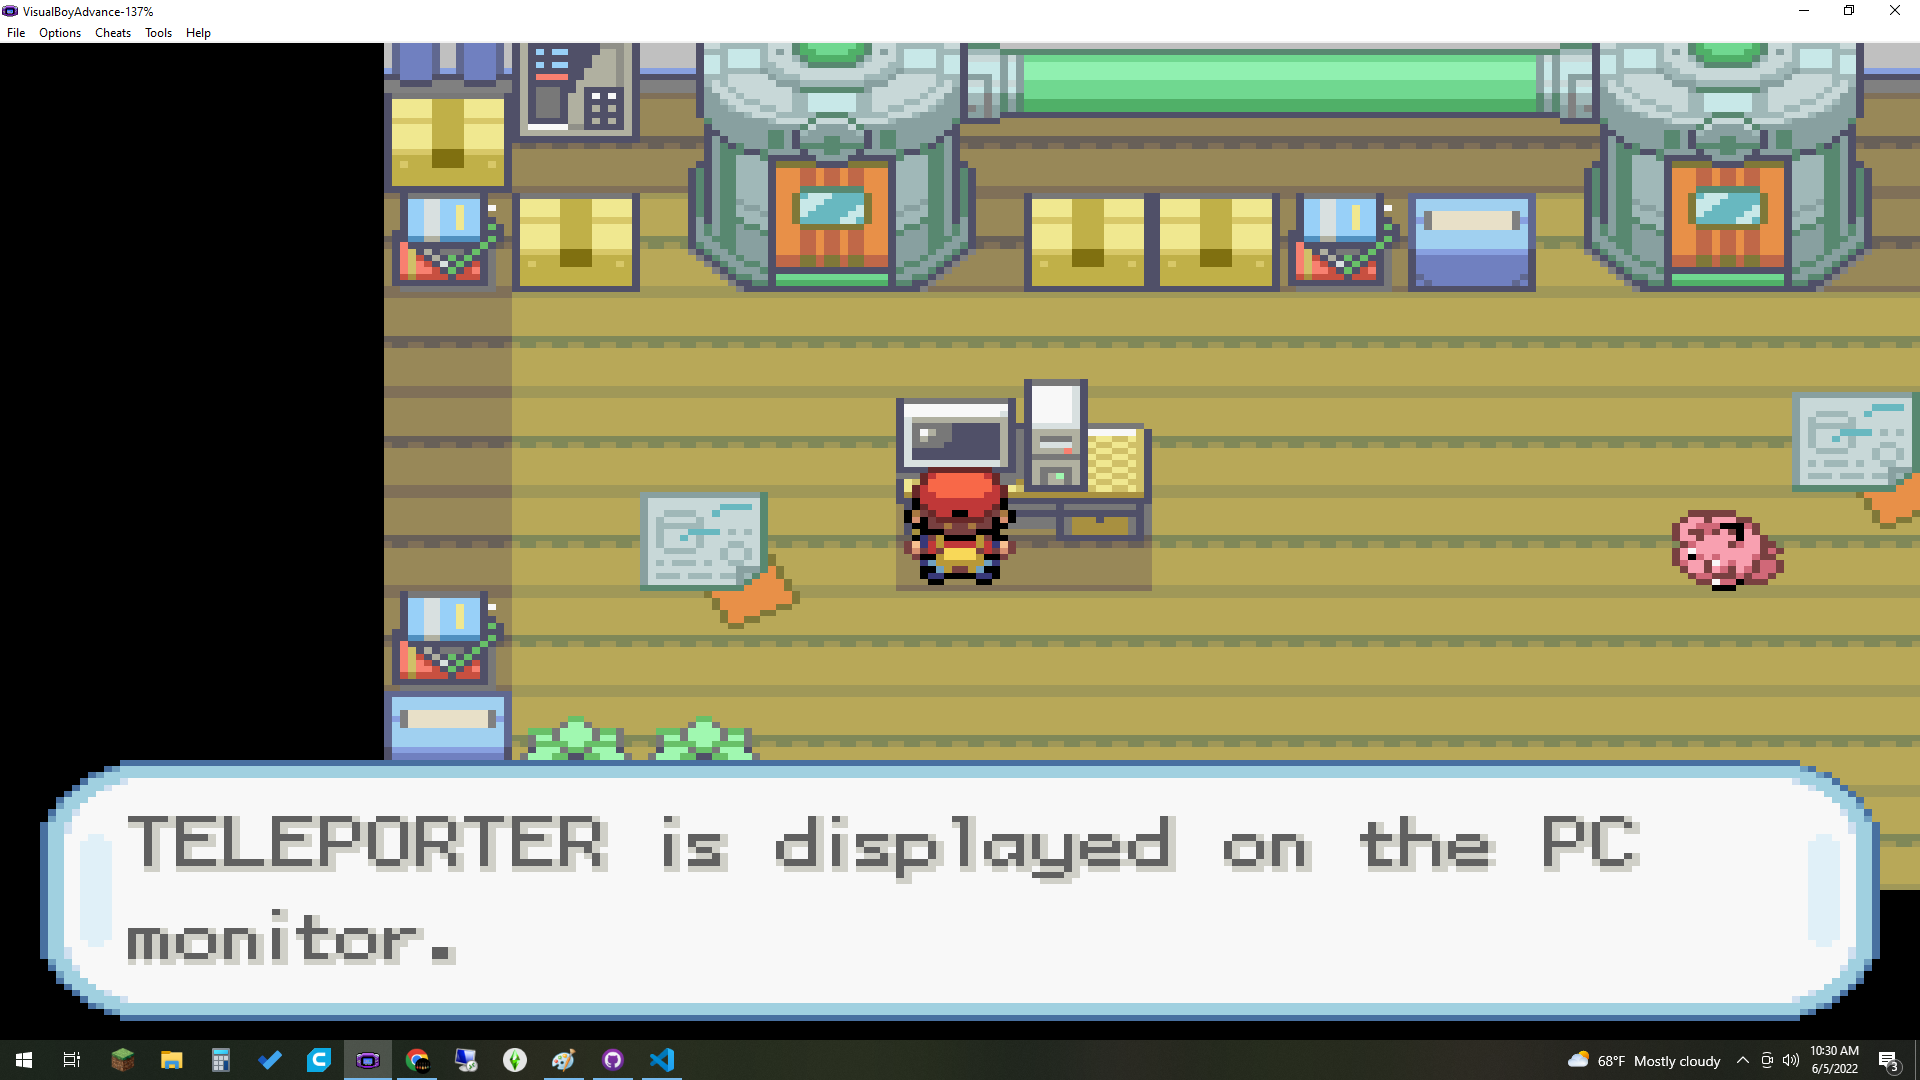 VisualBoyAdvance-137%
File Options Cheats Tools Help
TELEPORTER is displayed on the PC
monitor.
68°F Mostly cloudy
10:30 AM
6/5/2022
3